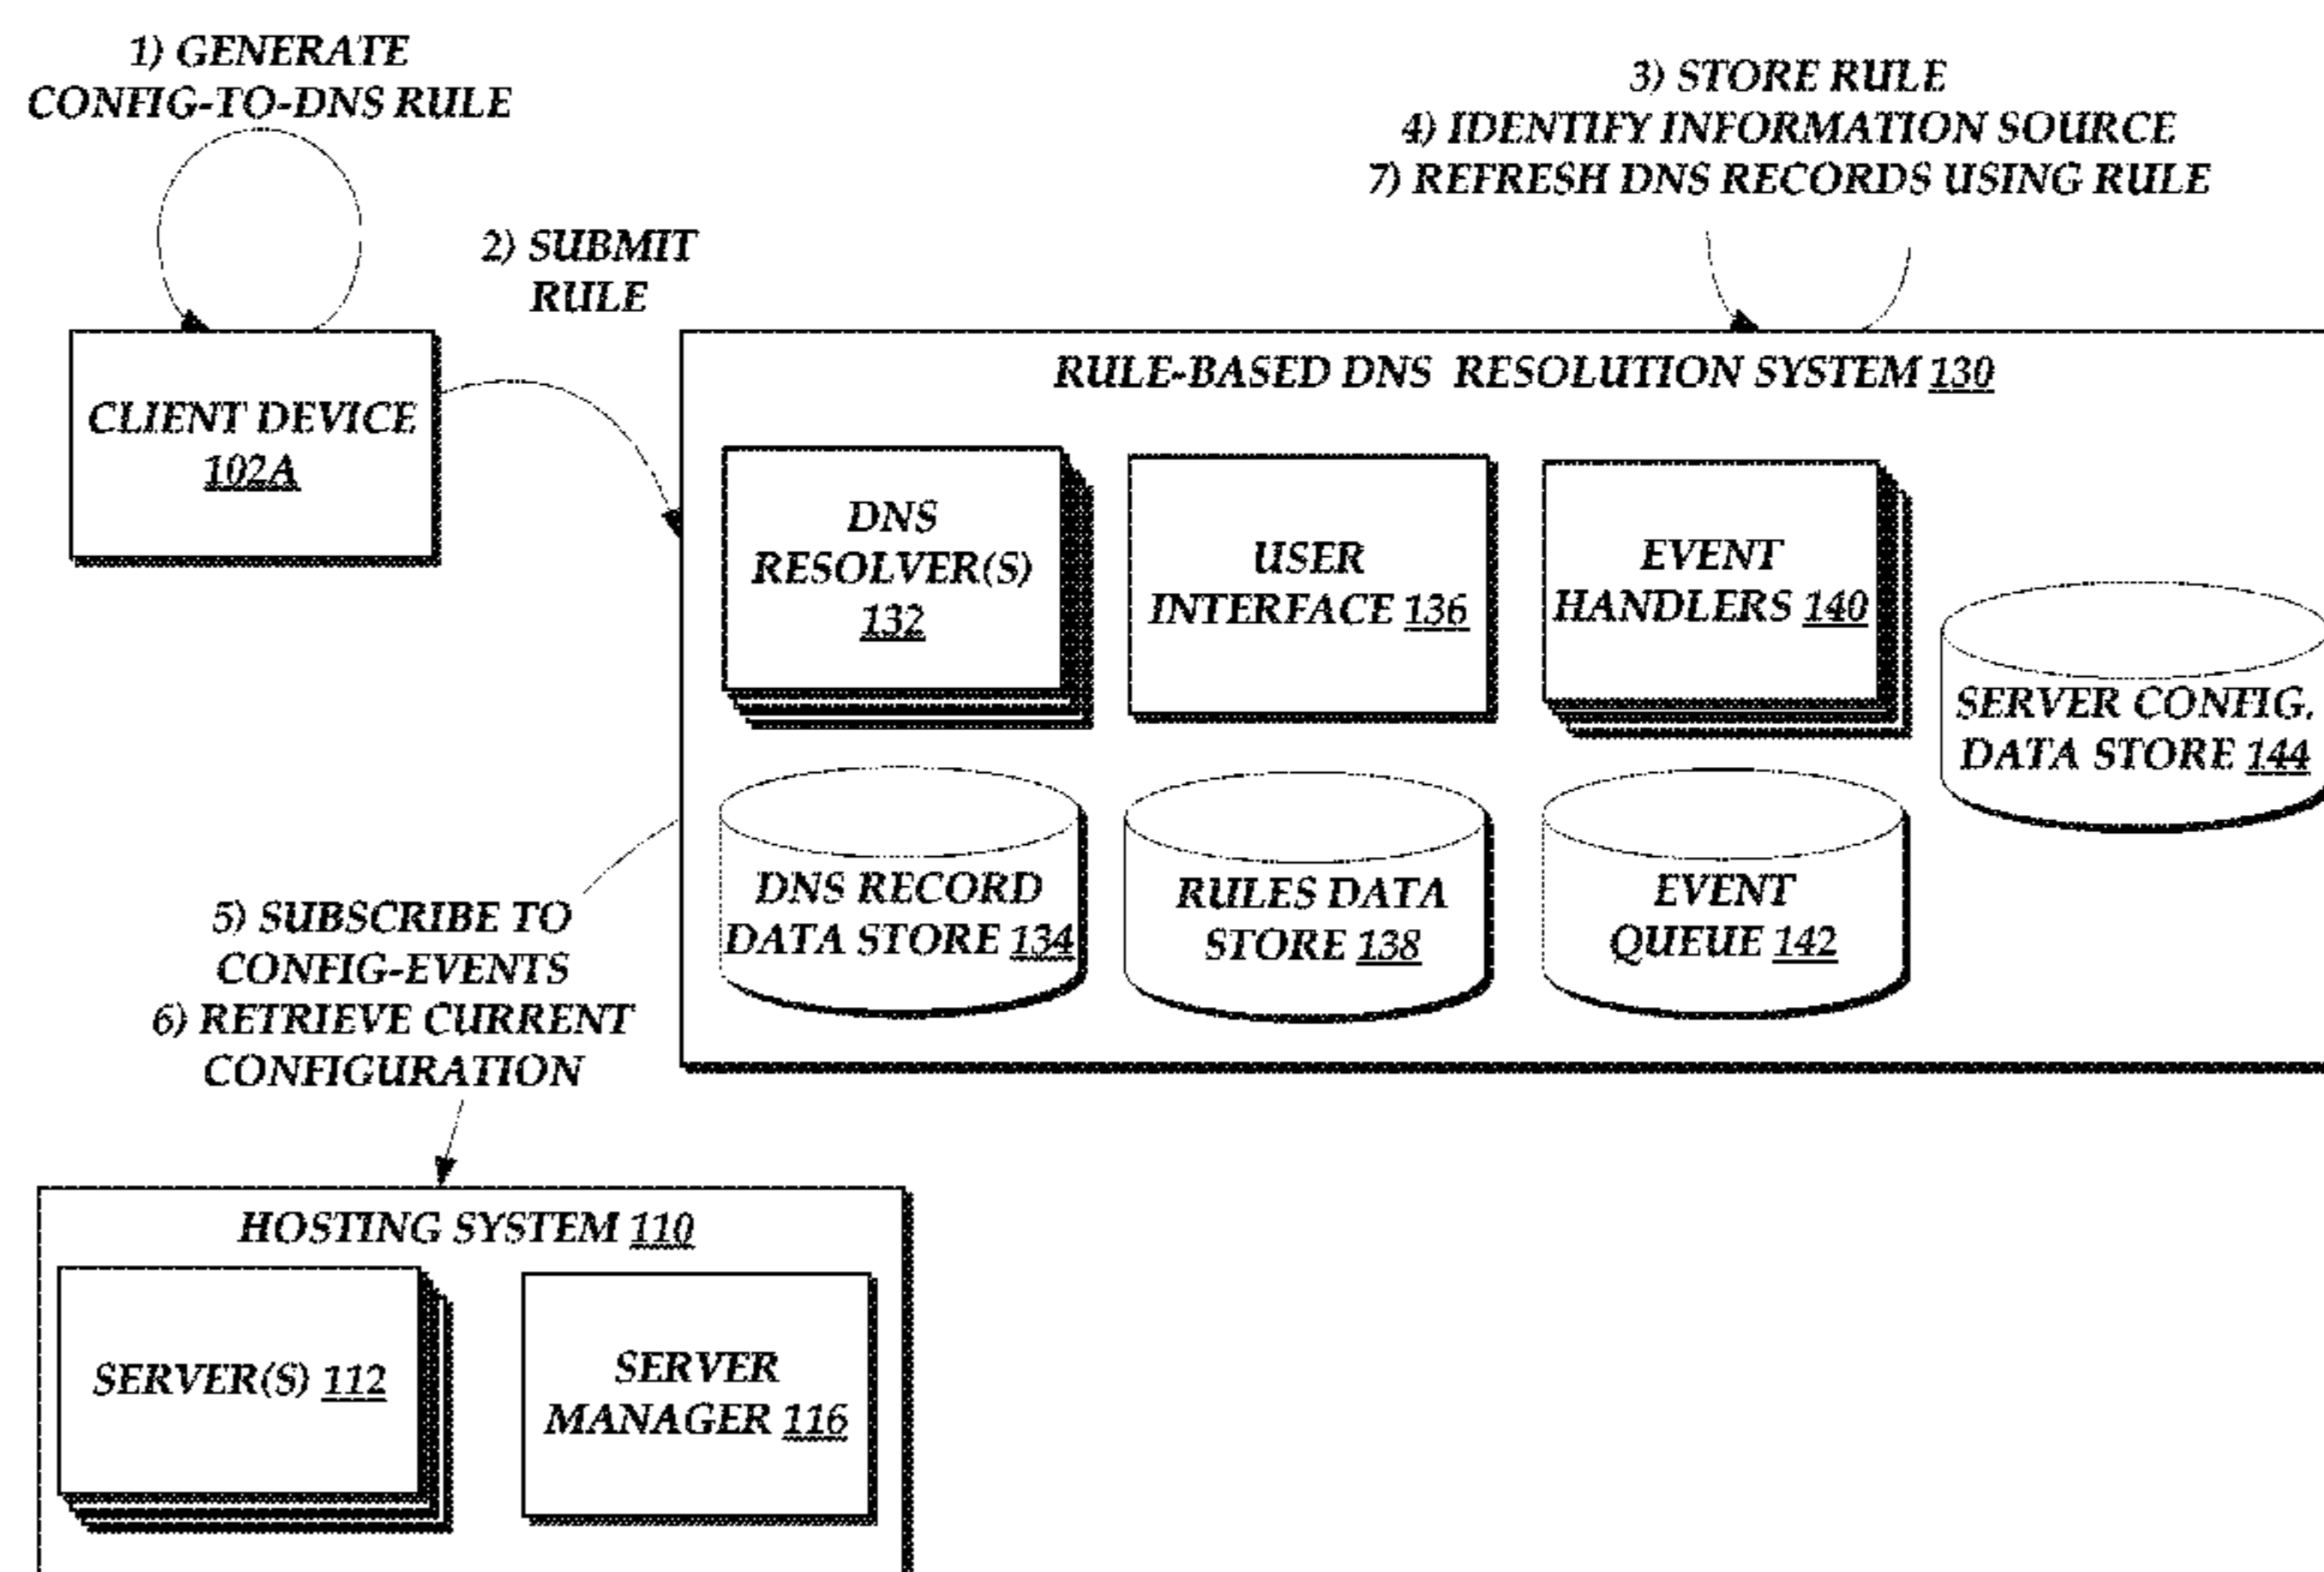 1) GENERATE
CONFIG-TO-DNS RULE
3) STORE RULE
4) IDENTIFY INFORMATION SOURCE
7) REFRESH DNS RECORDS USING RULE
2) SUBMIT
RULE
CLIENT DEVICE
102A
RULE-BASED DNS RESOLUTION SYSTEM 130
DNS
RESOLVER(S)
132
USER
INTERFACE 136
EVENT
HANDLERS 140
SERVER CONFIG.
DATA STORE 144
DNS RECORD
DATA STORE 134
RULES DATA
STORE 138
EVENT
QUEUE 142
5) SUBSCRIBE TO
CONFIG-EVENTS
6) RETRIEVE CURRENT
CONFIGURATION
HOSTING SYSTEM 110
SERVER(S) 112
SERVER
MANAGER 116